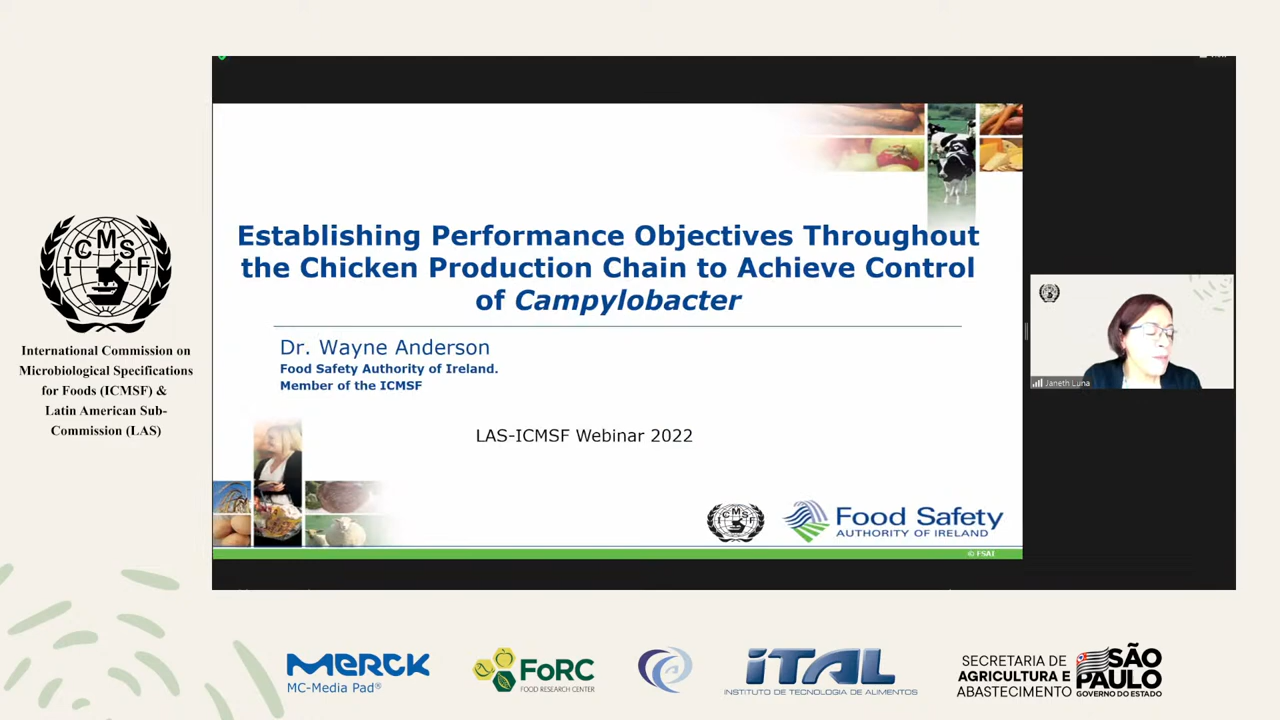 ICMSF
International Commission on
Microbiological Specifications
for Foods (ICMSF) &
Latin American Sub-
Commission (LAS)
Establishing Performance Objectives Throughout
the Chicken Production Chain to Achieve Control
of Campylobacter
Dr. Wayne Anderson
Food Safety Authority of Ireland.
Member of the ICMSF
LAS-ICMSF Webinar 2022
ICMSF
Food Safety
AUTHORITY OF IRELAND
© FSAI
Janeth Luna
MERCK
MC-Media Pad®
FoRC
FOOD RESEARCH CENTER
iTAL
INSTITUTO DE TECNOLOGIA DE ALIMENTOS
SECRETARIA DE
AGRICULTURA E
ABASTECIMENTO
SÃO
PAULO
GOVERNO DO ESTADO